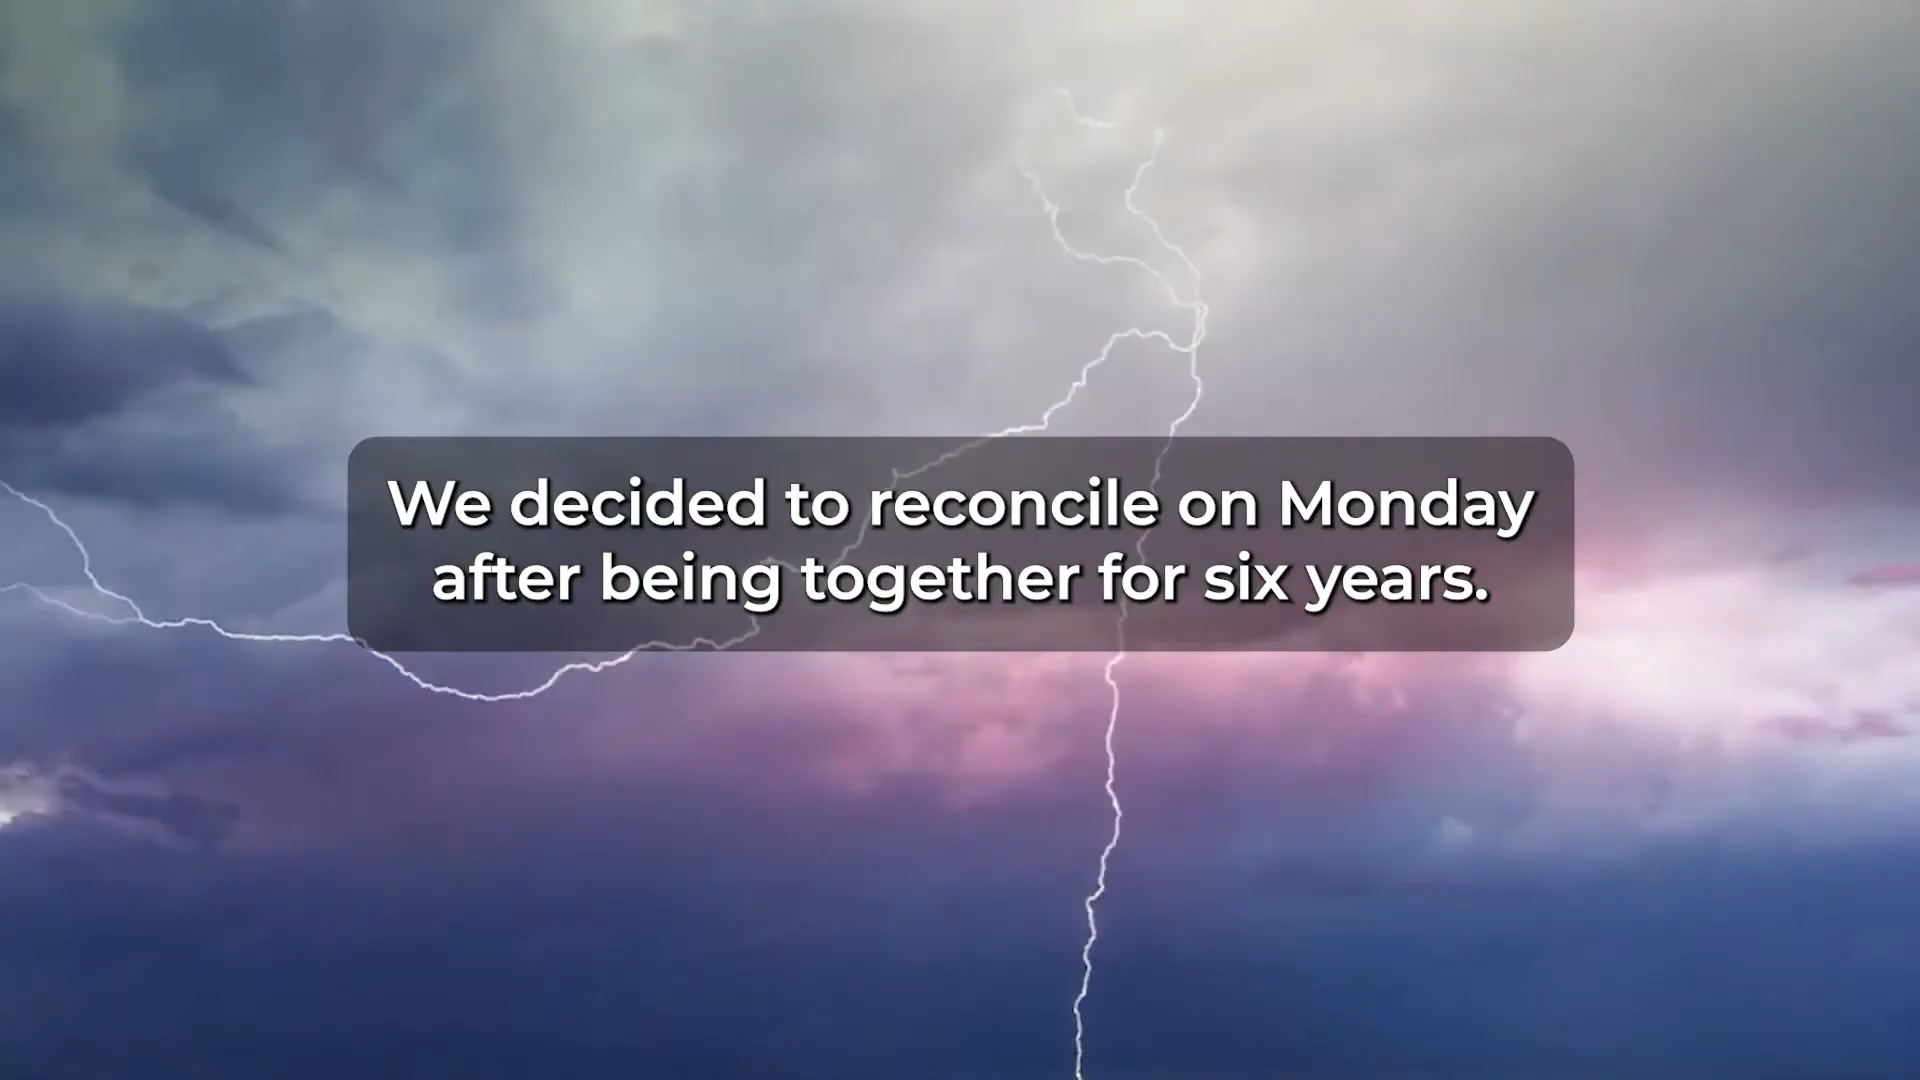 We decided to reconcile on Monday
after being together for six years.